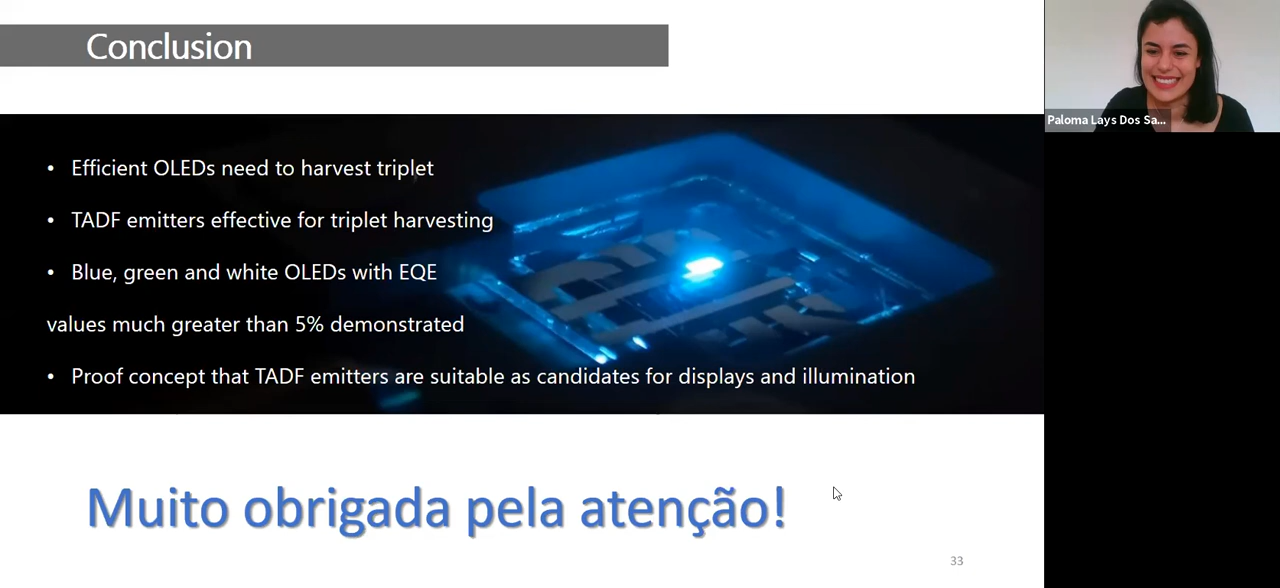 Conclusion
Paloma Lays Dos Sa...
• Efficient OLEDs need to harvest triplet
• TADF emitters effective for triplet harvesting
• Blue, green and white OLEDs with EQE
values much greater than 5% demonstrated
• Proof concept that TADF emitters are suitable as candidates for displays and illumination
Muito obrigada pela atenção!
33